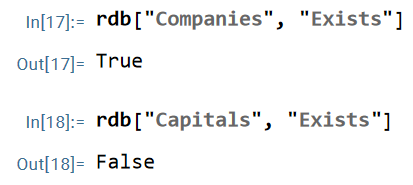 In[17]:= rdb["Companies", "Exists"]
Out[17]= True
In[18]:= rdb["Capitals", "Exists"]
Out[18]= False